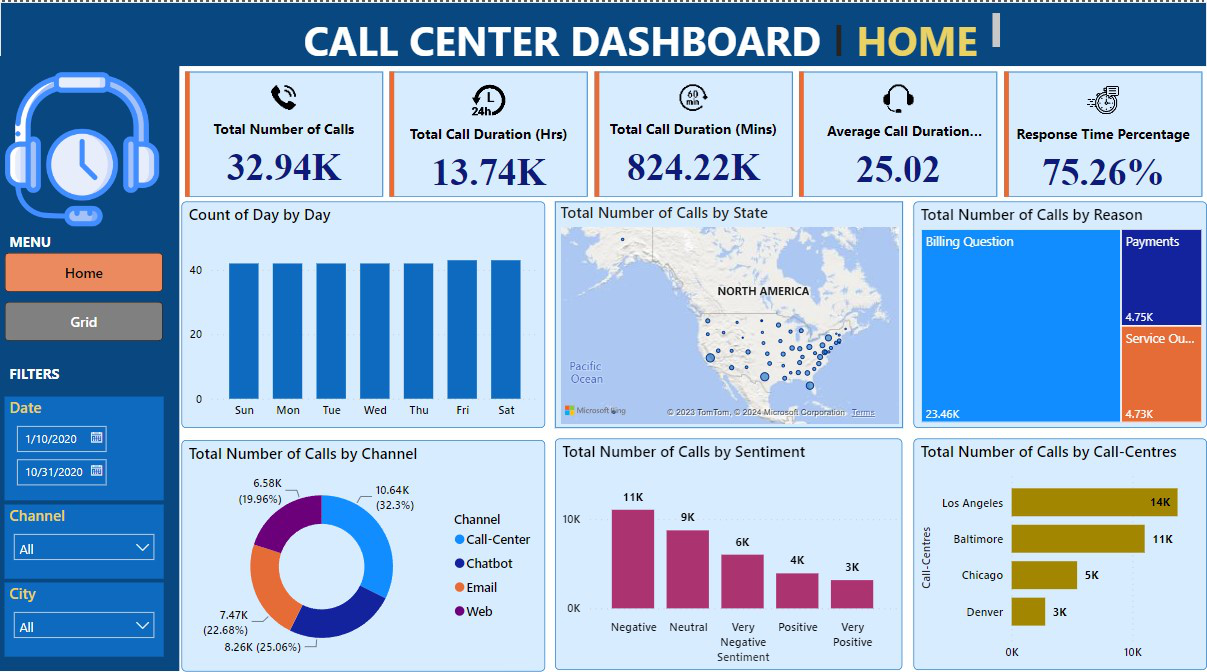 CALL CENTER DASHBOARD | HOME
Total Number of Calls
32.94K
24h
Total Call Duration (Hrs)
13.74K
60
min
Total Call Duration (Mins)
824.22K
Average Call Duration...
25.02
Response Time Percentage
75.26%
MENU
Home
Grid
FILTERS
Date
1/10/2020
10/31/2020
Channel
All
City
All
Count of Day by Day
40
20
0
Sun Mon Tue Wed Thu Fri Sat
Total Number of Calls by State
NORTH AMERICA
Pacific
Ocean
Microsoft Bing
© 2023 TomTom, © 2024 Microsoft Corporation Terms
Total Number of Calls by Reason
Billing Question
23.46K
Payments
4.75K
Service Ou...
4.73K
Total Number of Calls by Channel
6.58K
(19.96%)
10.64K
(32.3%)
7.47K
(22.68%)
8.26K (25.06%)
Channel
Call-Center
Chatbot
Email
Web
Total Number of Calls by Sentiment
10K
0K
11K
9K
6K
4K
3K
Negative
Neutral
Very
Negative
Positive
Very
Positive
Sentiment
Total Number of Calls by Call-Centres
Call-Centres
Los Angeles 14K
Baltimore 11K
Chicago 5K
Denver 3K
0K 10K